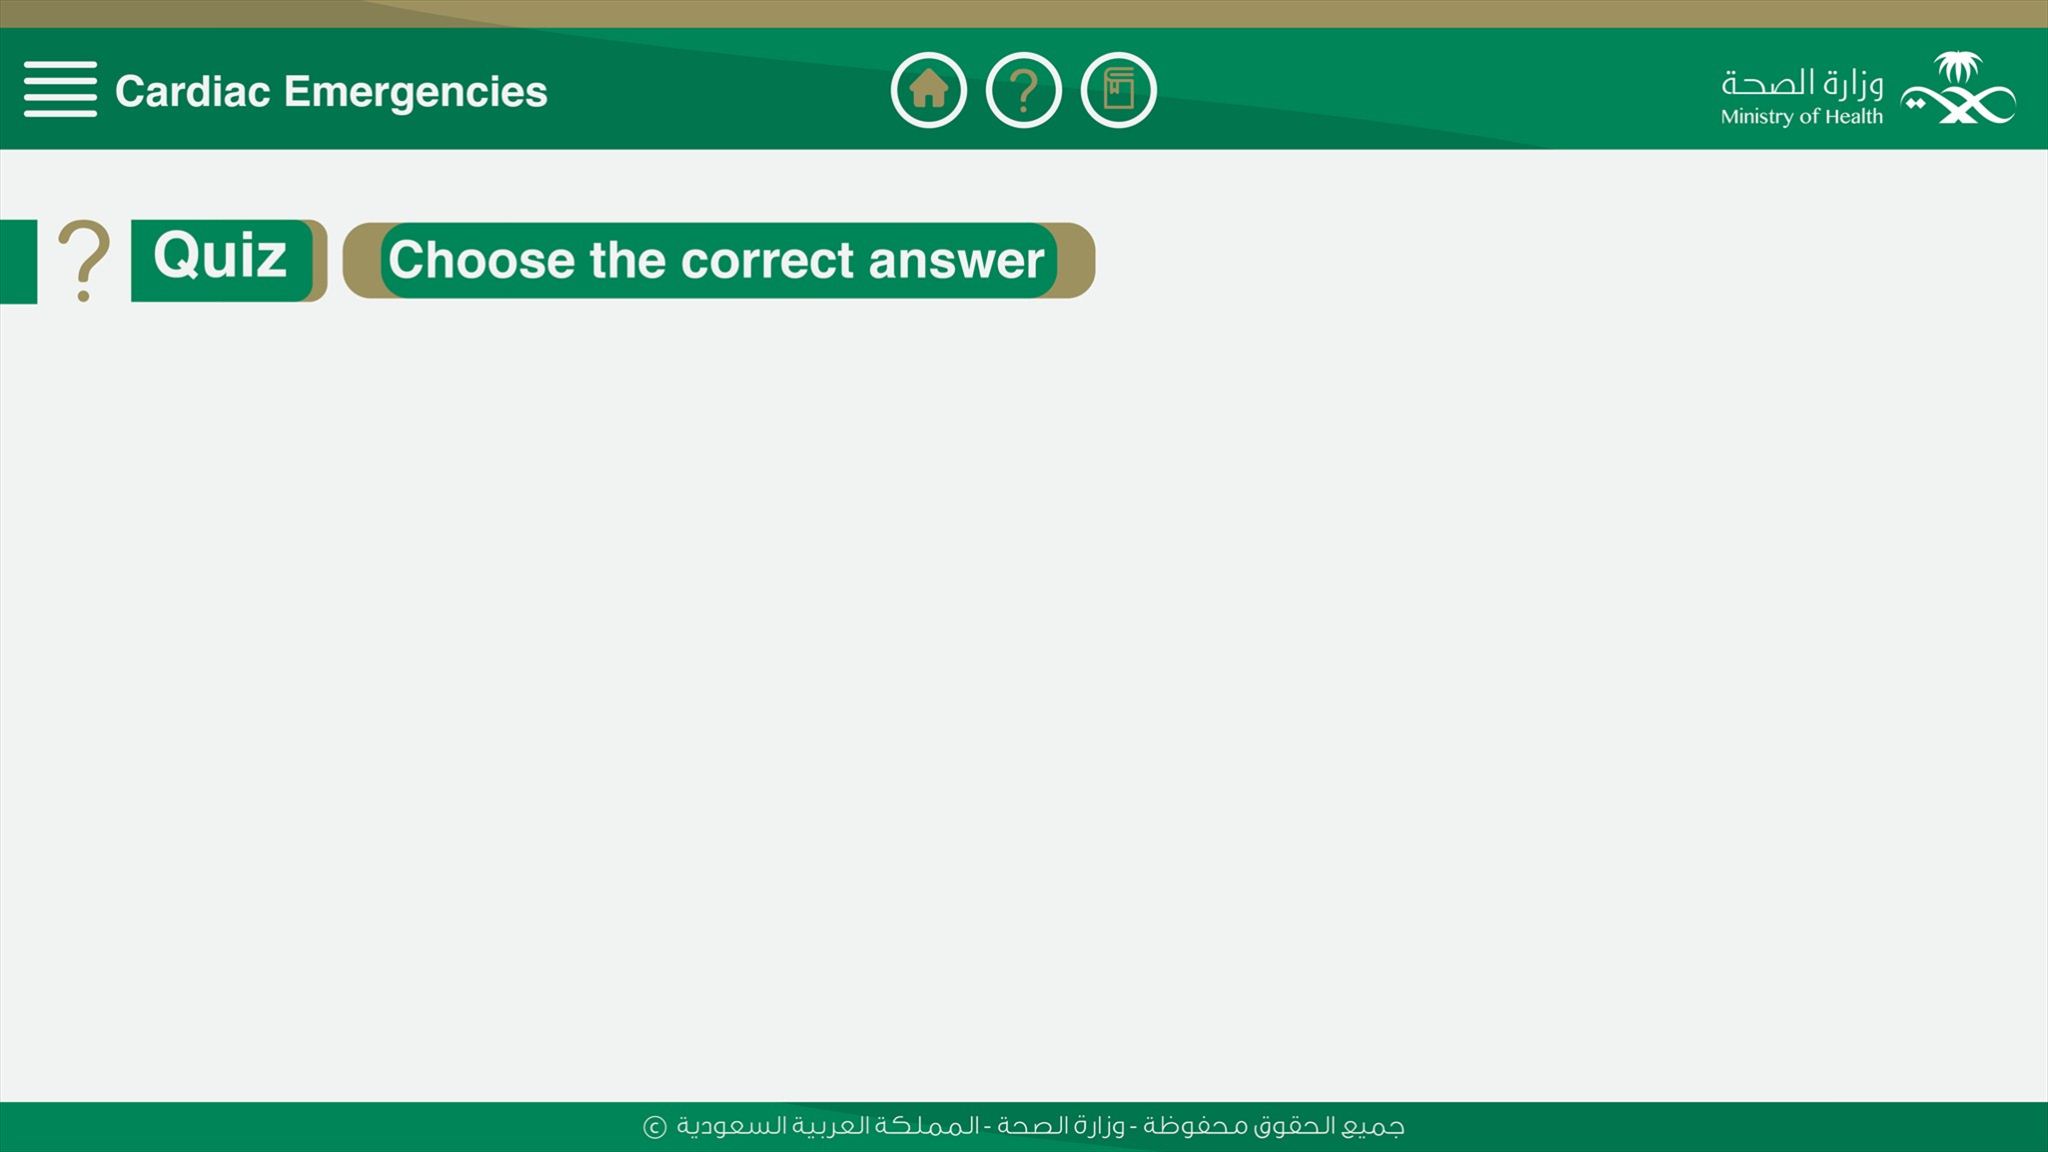 Cardiac Emergencies
وزارة الصحة
Ministry of Health
Quiz
Choose the correct answer
جميع الحقوق محفوظة - وزارة الصحة - المملكة العربية السعودية ©